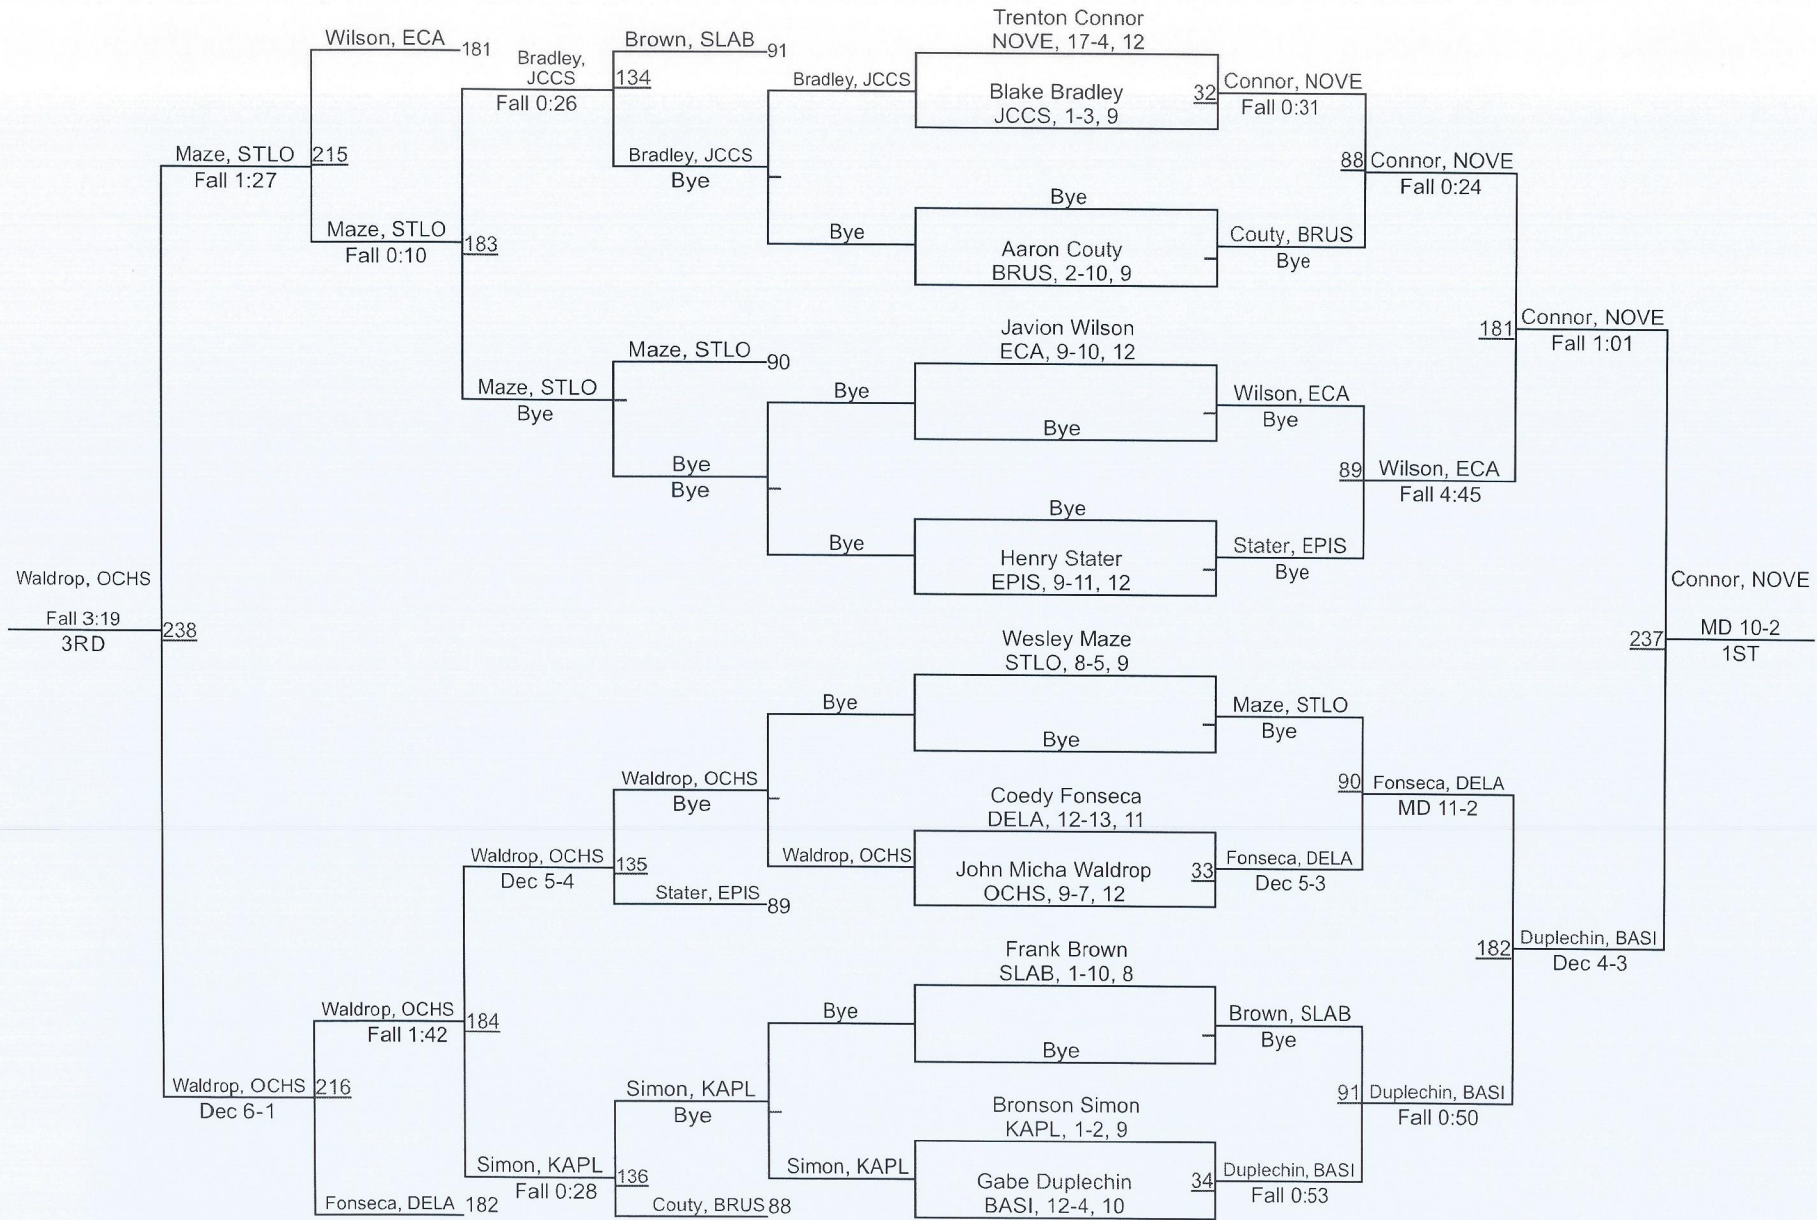 Trenton Connor
NOVE, 17-4, 12
Wilson, ECA
181
Brown, SLAB
91
Bradley,
JCCS
134
Fall 0:26
Bradley, JCCS
Blake Bradley
JCCS, 1-3, 9
32
Connor, NOVE
Fall 0:31
Maze, STLO
215
Fall 1:27
Bradley, JCCS
Bye
88
Connor, NOVE
Fall 0:24
Bye
Maze, STLO
183
Fall 0:10
Bye
Aaron Couty
BRUS, 2-10, 9
Couty, BRUS
Bye
Javion Wilson
ECA, 9-10, 12
181
Connor, NOVE
Fall 1:01
Maze, STLO
90
Maze, STLO
Bye
Bye
Bye
Wilson, ECA
Bye
Bye
Bye
89
Wilson, ECA
Fall 4:45
Bye
Bye
Henry Stater
EPIS, 9-11, 12
Stater, EPIS
Bye
Waldrop, OCHS
Fall 3:19
3RD
238
Connor, NOVE
237
MD 10-2
1ST
Wesley Maze
STLO, 8-5, 9
Bye
Bye
Maze, STLO
Bye
Waldrop, OCHS
Bye
Coedy Fonseca
DELA, 12-13, 11
90
Fonseca, DELA
MD 11-2
Waldrop, OCHS
135
Dec 5-4
Waldrop, OCHS
John Micha Waldrop
OCHS, 9-7, 12
33
Fonseca, DELA
Dec 5-3
Stater, EPIS
89
Frank Brown
SLAB, 1-10, 8
182
Duplechin, BASI
Dec 4-3
Waldrop, OCHS
184
Fall 1:42
Bye
Bye
Brown, SLAB
Bye
Waldrop, OCHS
216
Dec 6-1
Simon, KAPL
Bye
Bronson Simon
KAPL, 1-2, 9
91
Duplechin, BASI
Fall 0:50
Simon, KAPL
136
Fall 0:28
Simon, KAPL
Gabe Duplechin
BASI, 12-4, 10
34
Duplechin, BASI
Fall 0:53
Fonseca, DELA
182
Couty, BRUS
88